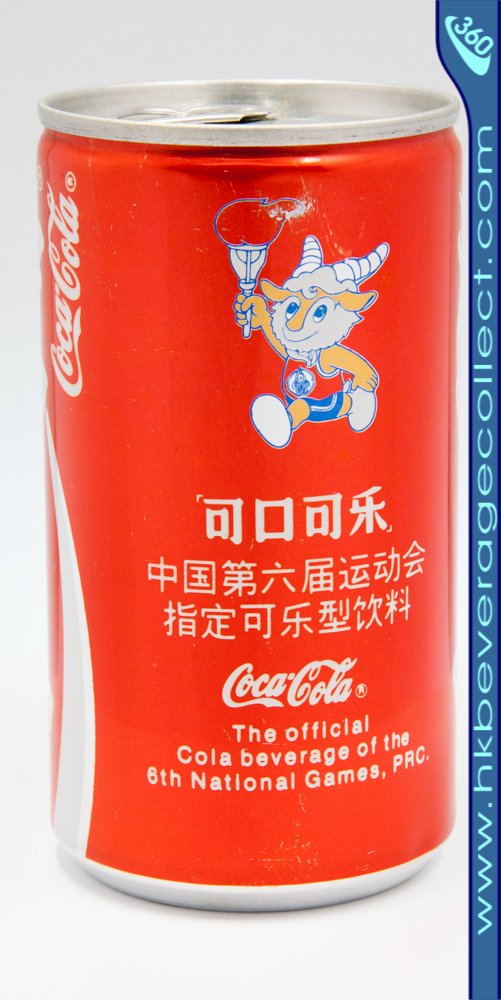 Coca-Cola®
「可口可乐」
中国第六届运动会
指定可乐型饮料
Coca-Cola®
The official
Cola beverage of the
6th National Games, PRC.
360
www.hkbeveragecollect.com